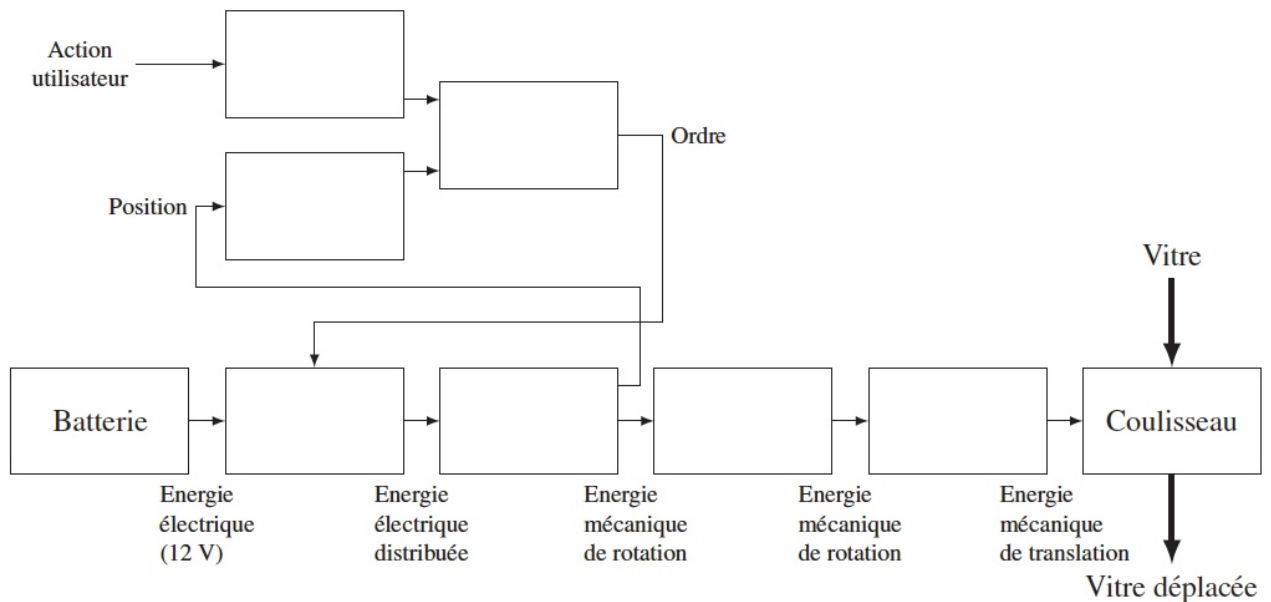 Action
utilisateur
Ordre
Position
Vitre
Batterie
Coulisseau
Energie
électrique
(12 V)
Energie
électrique
distribuée
Energie
mécanique
de rotation
Energie
mécanique
de rotation
Energie
mécanique
de translation
Vitre déplacée